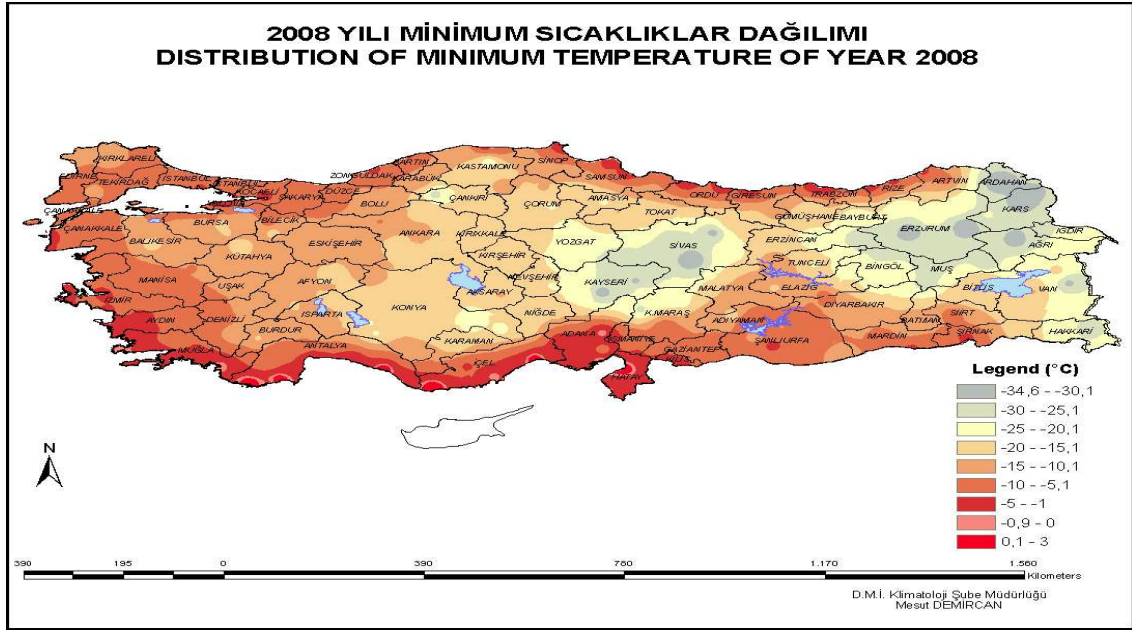 2008 YILI MİNİMUM SICAKLIKLAR DAĞILIMI
DISTRIBUTION OF MINIMUM TEMPERATURE OF YEAR 2008
KIRKLARELİ
EDİRNE
TEKİRDAĞ
İSTANBUL
İSTANBUL
KOCAELİ
SAKARYA
DÜZCE
ZONGULDAK
BARTIN
KARABÜK
KASTAMONU
SİNOP
SAMSUN
ORDU
GİRESUN
TRABZON
RİZE
ARTVİN
ARDAHAN
KARS
ÇANAKKALE
ÇANAKKALE
BALIKESİR
BURSA
BİLECİK
BOLU
ÇANKIRI
ÇORUM
AMASYA
TOKAT
GÜMÜŞHANE
BAYBURT
ERZURUM
IĞDIR
AĞRI
KÜTAHYA
ESKİŞEHİR
ANKARA
KIRIKKALE
KIRŞEHİR
YOZGAT
SİVAS
ERZİNCAN
TUNCELİ
BİNGÖL
MUŞ
BİTLİS
VAN
MANİSA
UŞAK
AFYON
KONYA
AKSARAY
NEVŞEHİR
KAYSERİ
MALATYA
ELAZIĞ
DİYARBAKIR
BATMAN
SİİRT
ŞIRNAK
HAKKARİ
İZMİR
AYDIN
DENİZLİ
BURDUR
ISPARTA
NİĞDE
K.MARAŞ
ADIYAMAN
ŞANLIURFA
MARDİN
MUĞLA
ANTALYA
KARAMAN
İÇEL
ADANA
OSMANİYE
GAZİANTEP
KİLİS
HATAY
Legend (°C)
-34,6 - -30,1
-30 - -25,1
-25 - -20,1
-20 - -15,1
-15 - -10,1
-10 - -5,1
-5 - -1
-0,9 - 0
0,1 - 3
N
390 195 0 390 760 1.170 1.560
Kilometers
D.M.İ. Klimatoloji Şube Müdürlüğü
Mesut DEMİRCAN